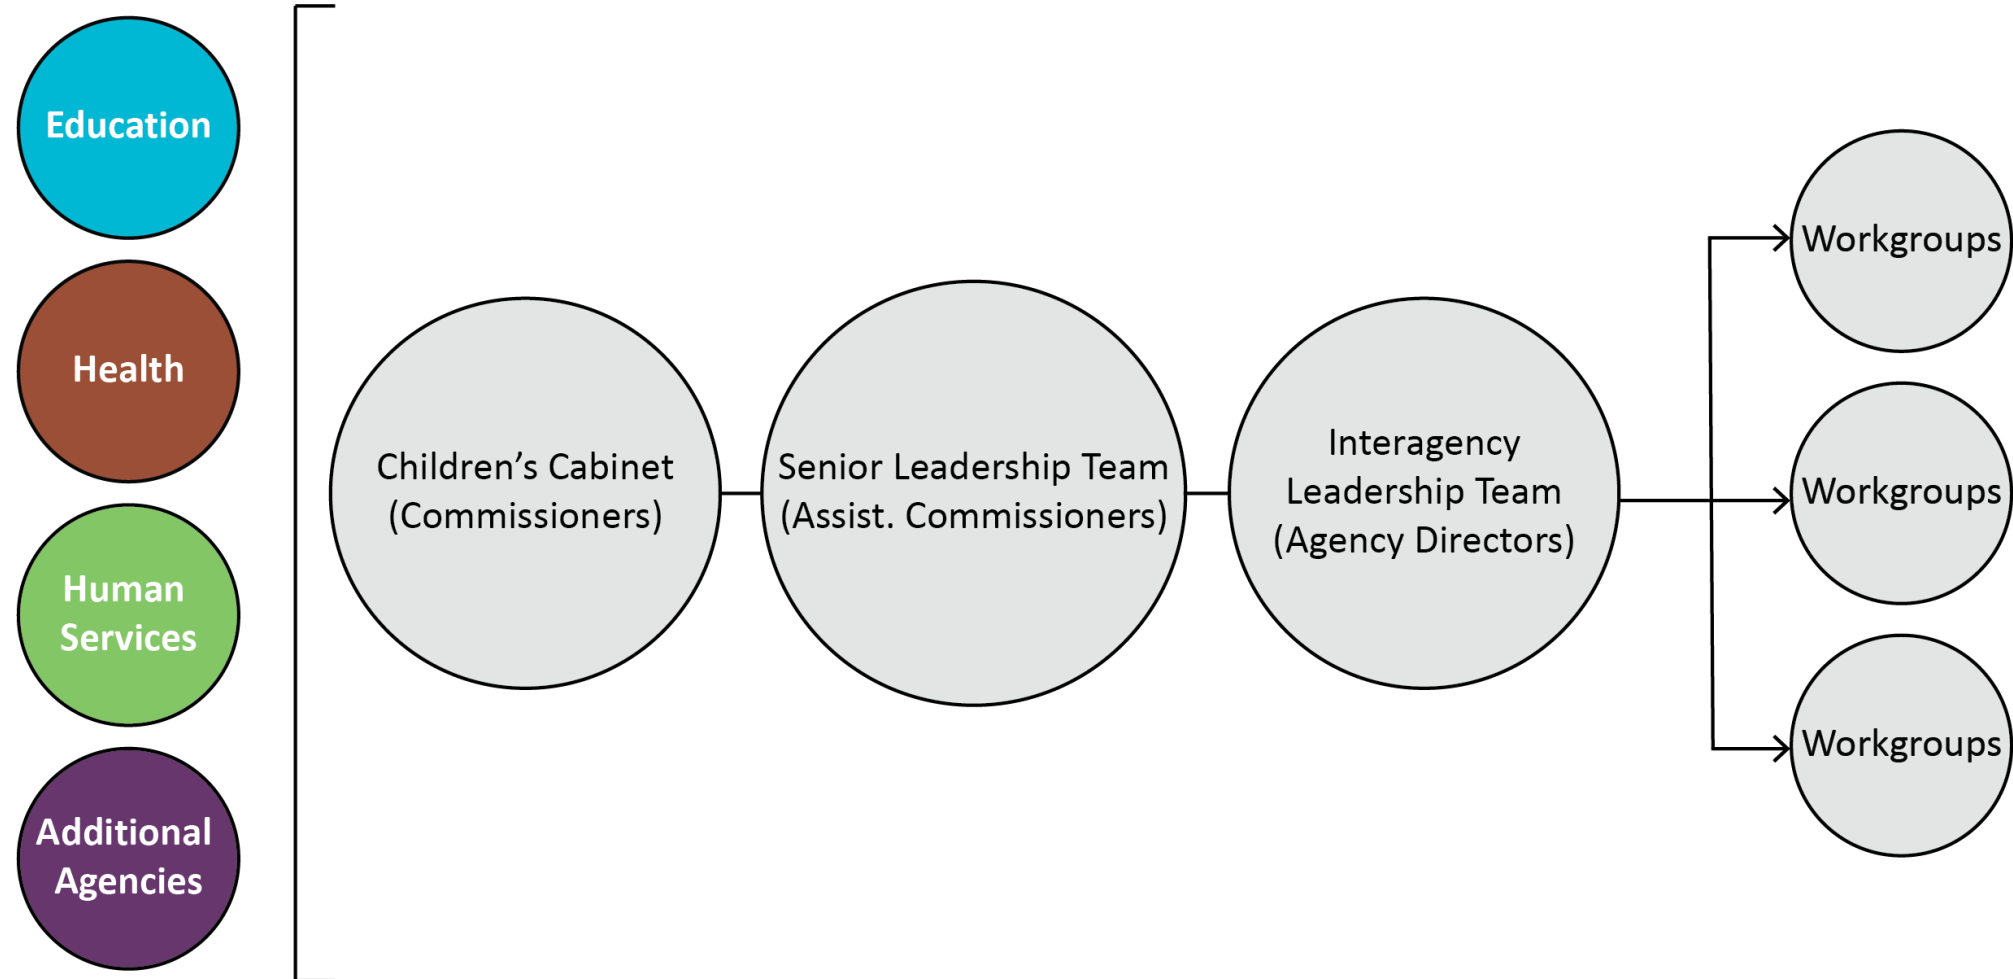 Education
Health
Human
Services
Additional
Agencies
Children’s Cabinet
(Commissioners)
Senior Leadership Team
(Assist. Commissioners)
Interagency
Leadership Team
(Agency Directors)
Workgroups
Workgroups
Workgroups